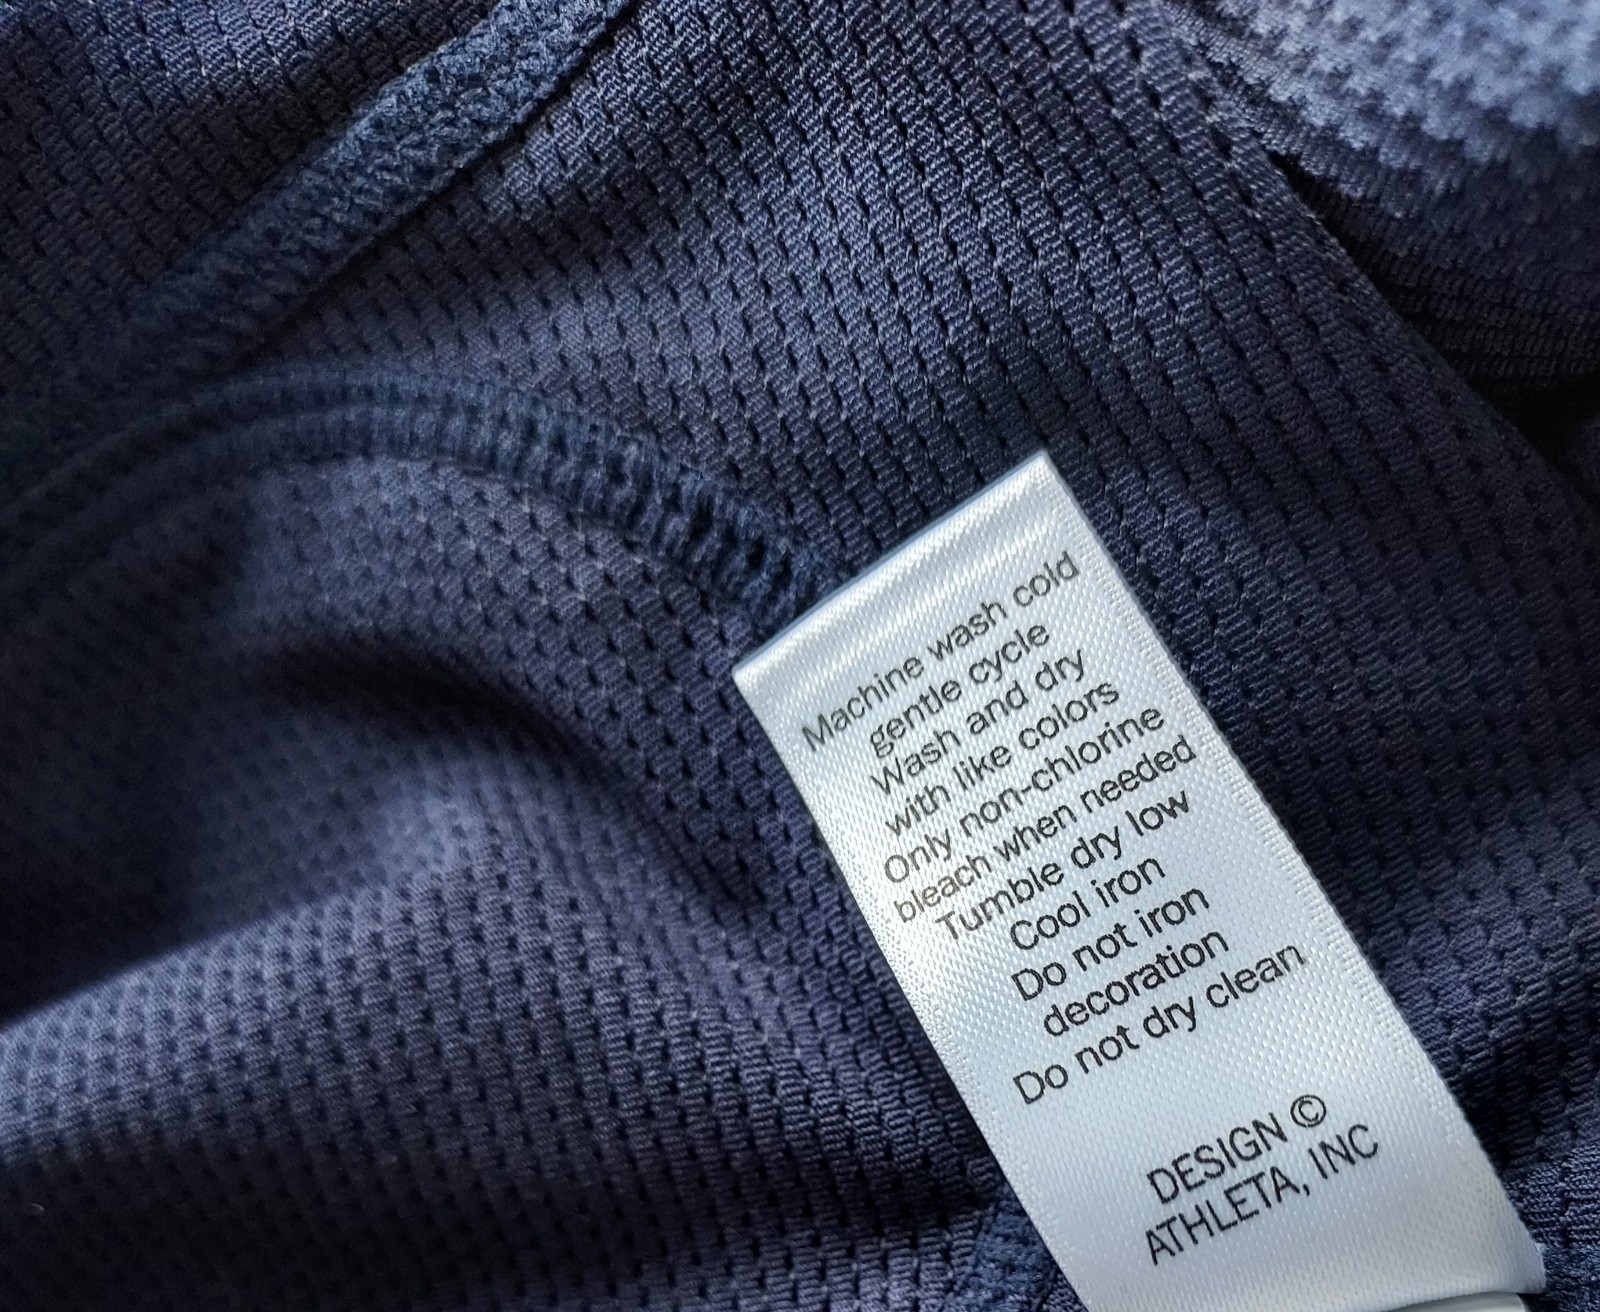 Machine wash cold
gentle cycle
Wash and dry
with like colors
Only non-chlorine
bleach when needed
Tumble dry low
Cool iron
Do not iron
decoration
Do not dry clean
DESIGN ©
ATHLETA, INC